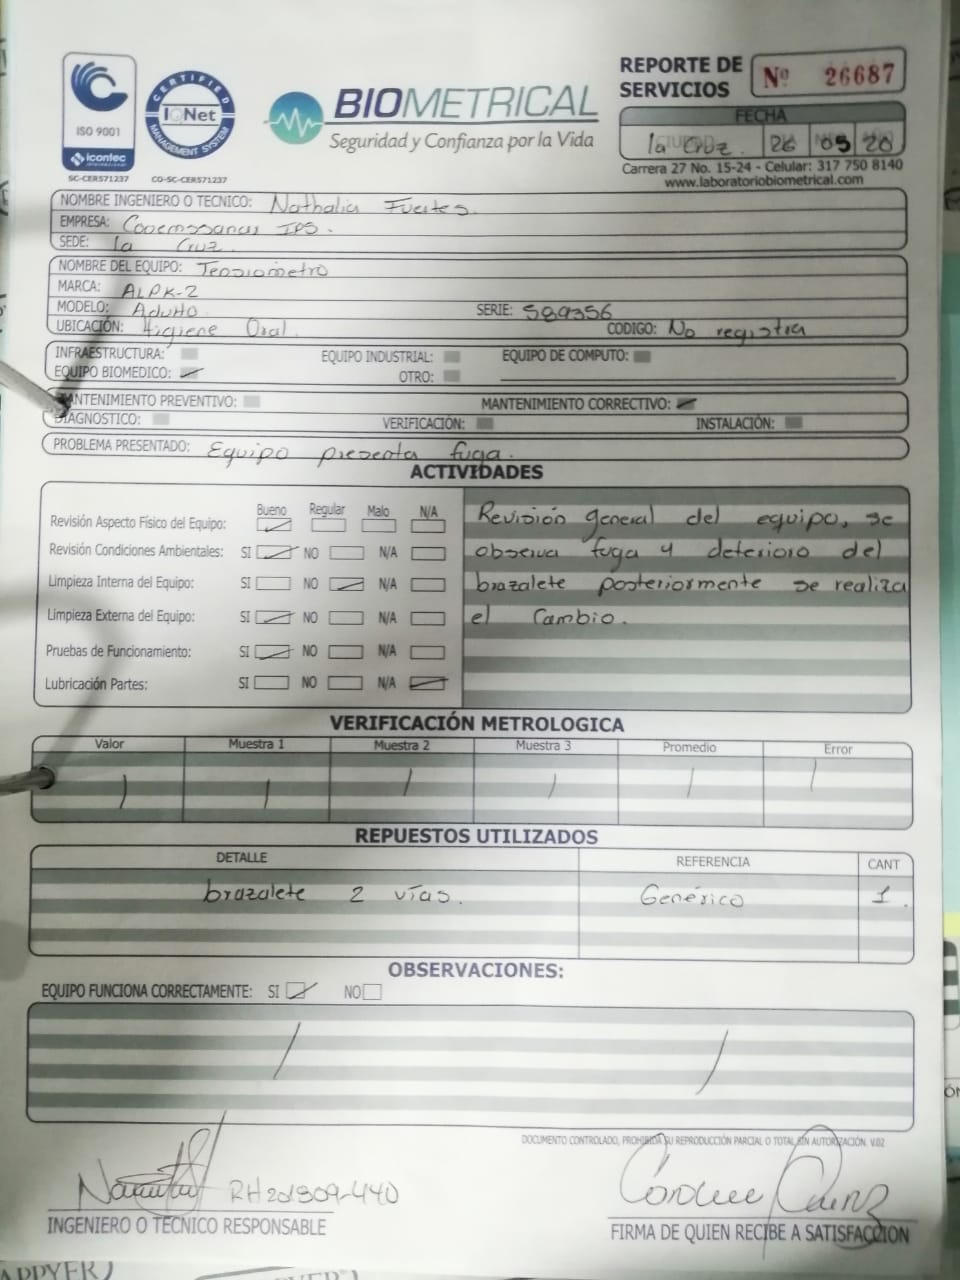 ISO 9001
icontec
internacional
SC-CER571237
CERTIFIED
IQNet
MANAGEMENT SYSTEM
CO-SC-CER571237
BIOMETRICAL
Seguridad y Confianza por la Vida
REPORTE DE SERVICIOS
Nº 26687
FECHA
la Cruz 26 05 20
Carrera 27 No. 15-24 - Celular: 317 750 8140
www.laboratoriobiometrical.com
NOMBRE INGENIERO O TECNICO: Nathalia Fuertes.
EMPRESA: IPS.
SEDE: la Cruz.
NOMBRE DEL EQUIPO: Tensiometro
MARCA: ALPK-2
MODELO: Adulto. SERIE: 589356
UBICACIÓN: Higiene Oral. CODIGO: No registra
INFRAESTRUCTURA: EQUIPO INDUSTRIAL: EQUIPO DE COMPUTO:
EQUIPO BIOMEDICO: OTRO:
MANTENIMIENTO PREVENTIVO: MANTENIMIENTO CORRECTIVO:
DIAGNOSTICO: VERIFICACIÓN: INSTALACIÓN:
PROBLEMA PRESENTADO: Equipo presenta fuga.
ACTIVIDADES
Bueno Regular Malo N/A
Revisión Aspecto Físico del Equipo:
Revisión Condiciones Ambientales: SI NO N/A
Limpieza Interna del Equipo: SI NO N/A
Limpieza Externa del Equipo: SI NO N/A
Pruebas de Funcionamiento: SI NO N/A
Lubricación Partes: SI NO N/A
Revisión general del equipo, se
observa fuga y deterioro del
brazalete posteriormente se realiza
el Cambio.
VERIFICACIÓN METROLOGICA
Valor Muestra 1 Muestra 2 Muestra 3 Promedio Error
/ / / / / /
REPUESTOS UTILIZADOS
DETALLE REFERENCIA CANT
brazalete 2 vías. Genérico 1.
OBSERVACIONES:
EQUIPO FUNCIONA CORRECTAMENTE: SI NO
/ /
DOCUMENTO CONTROLADO, PROHIBIDA SU REPRODUCCIÓN PARCIAL O TOTAL SIN AUTORIZACIÓN. V.02
RH201909-440
INGENIERO O TECNICO RESPONSABLE
FIRMA DE QUIEN RECIBE A SATISFACCION